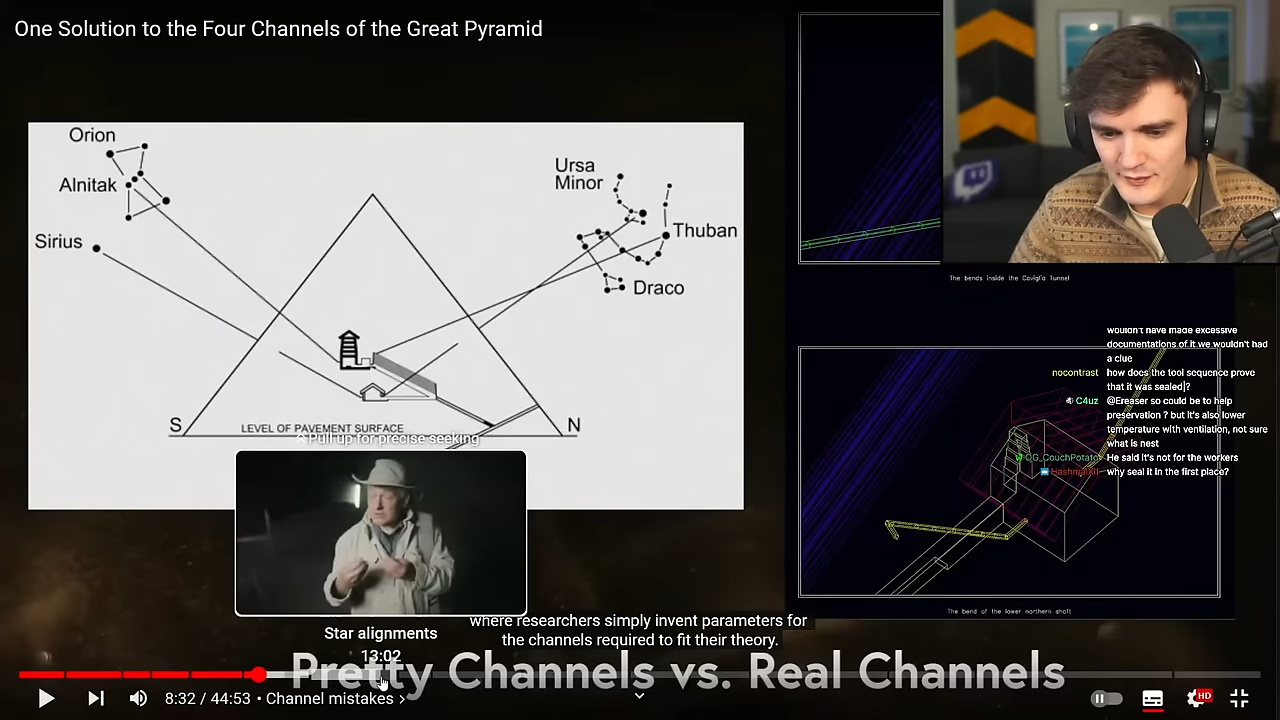 One Solution to the Four Channels of the Great Pyramid
Orion
Alnitak
Sirius
Ursa
Minor
Thuban
Draco
S
LEVEL OF PAVEMENT SURFACE
N
Pull up for precise seeking
Star alignments
13:02
The bends inside the Caviglia Tunnel
wouldn't have made excessive
documentations of it we wouldn't had
a clue
nocontrast how does the tool sequence prove
that it was sealed|?
C4uz @Ereaser so could be to help
preservation ? but it's also lower
temperature with ventilation, not sure
what is nest
OG_CouchPotato He said it's not for the workers
HashmalXII why seal it in the first place?
The bend of the lower northern shaft
where researchers simply invent parameters for
the channels required to fit their theory.
Pretty Channels vs. Real Channels
8:32 / 44:53 • Channel mistakes
HD